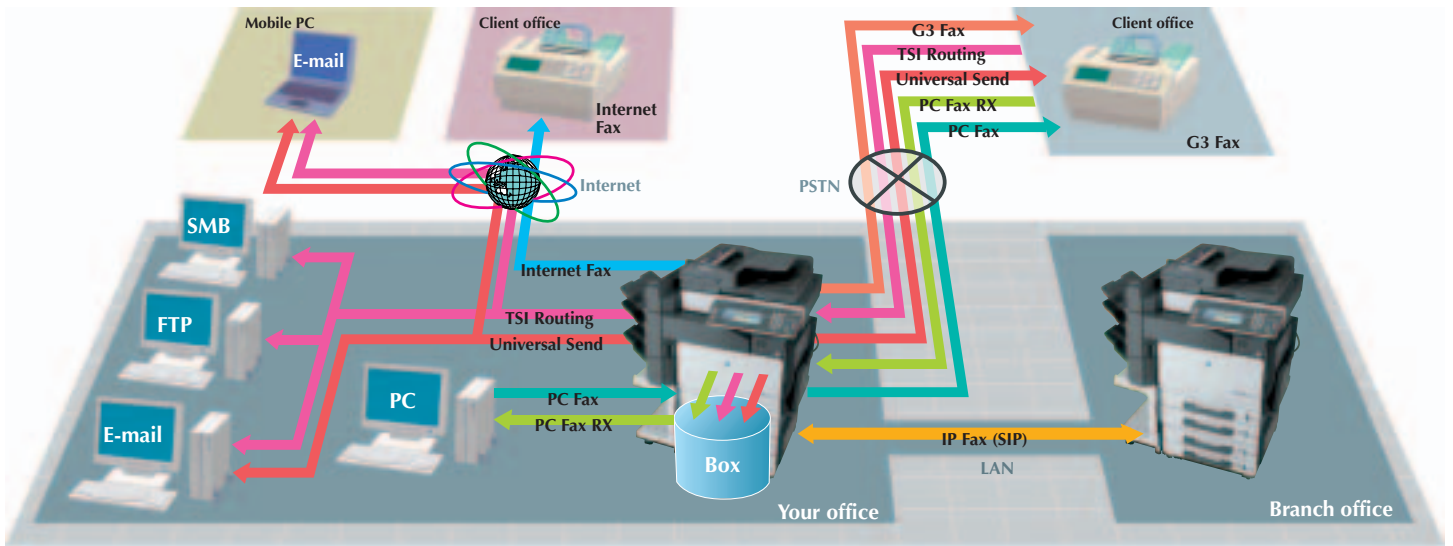 Mobile PC
E-mail
Client office
Internet
Fax
Client office
G3 Fax
G3 Fax
TSI Routing
Universal Send
PC Fax RX
PC Fax
Internet
PSTN
SMB
FTP
E-mail
PC
Internet Fax
TSI Routing
Universal Send
PC Fax
PC Fax RX
Box
IP Fax (SIP)
LAN
Your office
Branch office